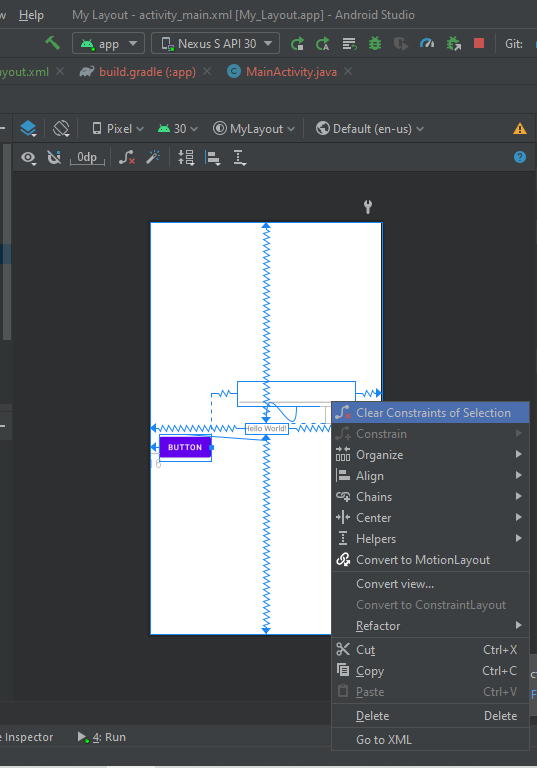 Help My Layout - activity_main.xml [My_Layout.app] - Android Studio
app Nexus S API 30 Git:
ayout.xml build.gradle (:app) MainActivity.java
Pixel 30 MyLayout Default (en-us)
0dp
Hello World!
BUTTON
16
Clear Constraints of Selection
Constrain
Organize
Align
Chains
Center
Helpers
Convert to MotionLayout
Convert view...
Convert to ConstraintLayout
Refactor
Cut Ctrl+X
Copy Ctrl+C
Paste Ctrl+V
Delete Delete
Go to XML
e Inspector 4: Run